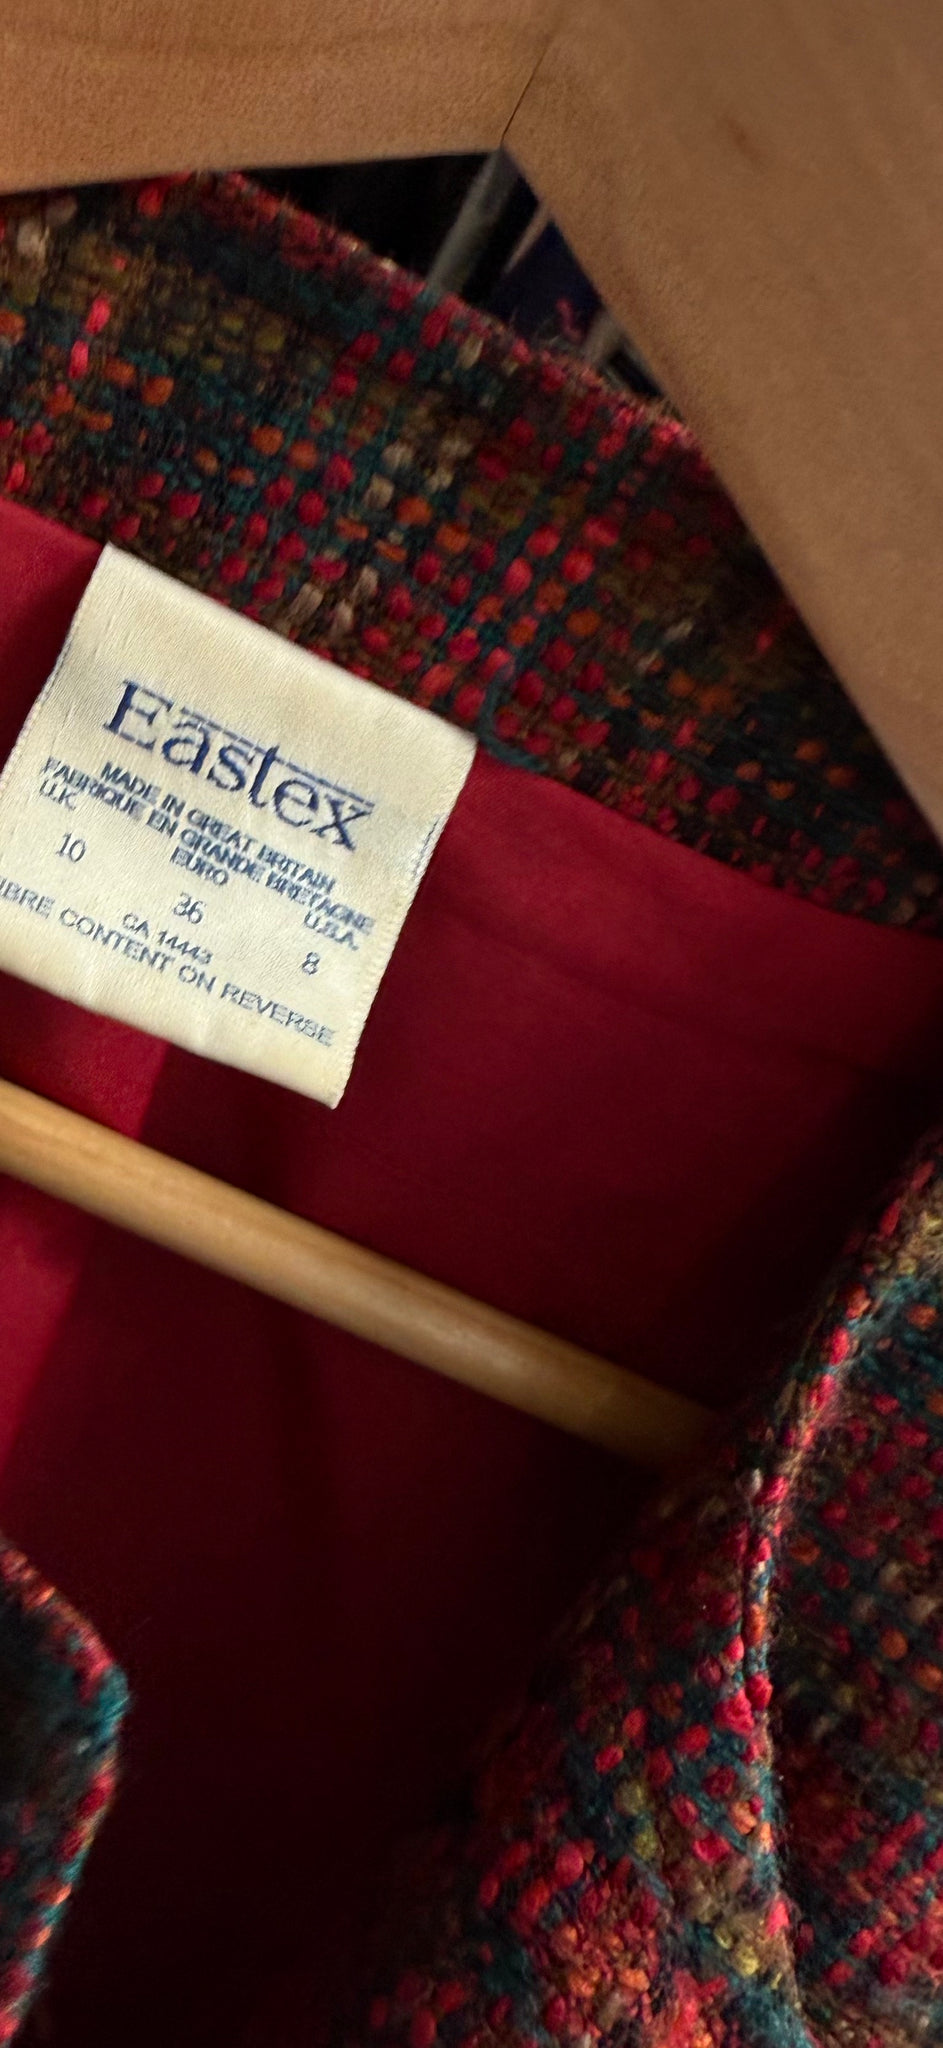 Eastex
MADE IN GREAT BRITAIN
FABRIQUE EN GRANDE BRETAGNE
U.K. EURO U.S.A.
10 36 8
CA 14443
FIBRE CONTENT ON REVERSE